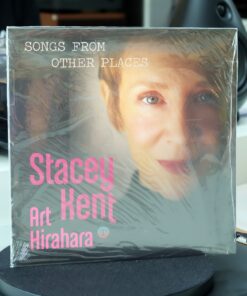 SONGS FROM
OTHER PLACES
Stacey
Kent
Art
Hirahara